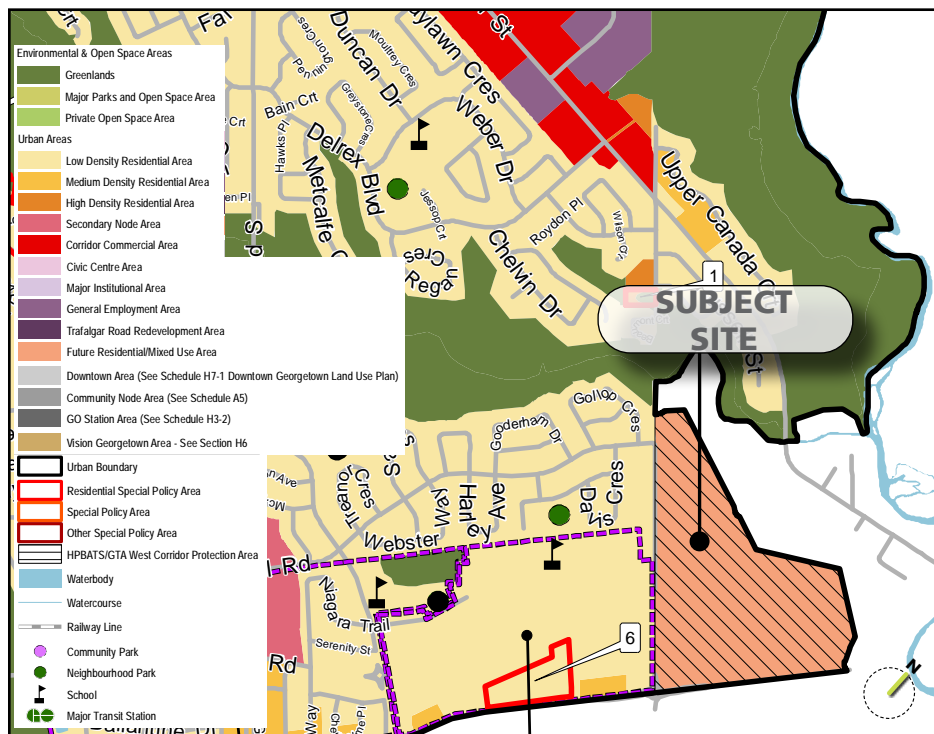 Environmental & Open Space Areas
Greenlands
Major Parks and Open Space Area
Private Open Space Area
Urban Areas
Low Density Residential Area
Medium Density Residential Area
High Density Residential Area
Secondary Node Area
Corridor Commercial Area
Civic Centre Area
Major Institutional Area
General Employment Area
Trafalgar Road Redevelopment Area
Future Residential/Mixed Use Area
Downtown Area (See Schedule H7-1 Downtown Georgetown Land Use Plan)
Community Node Area (See Schedule A5)
GO Station Area (See Schedule H3-2)
Vision Georgetown Area - See Section H6
Urban Boundary
Residential Special Policy Area
Special Policy Area
Other Special Policy Area
HPBATS/GTA West Corridor Protection Area
Waterbody
Watercourse
Railway Line
Community Park
Neighbourhood Park
School
Major Transit Station
Duncan Dr
Moultrey Cres
Bain Crt
Greystone Cres
Hawks Pl
Delrex Blvd
Metcalfe
Jessop Crt
Weber Dr
Roydon Pl
Chelvin Dr
Upper Canada
1
SUBJECT
SITE
St
Gooderham Dr
Cres
Davis Cres
Harley Ave
Way
Treanor Cres
Webster
Rd
Niagara Trail
Serenity St
Rd
6
Way
N